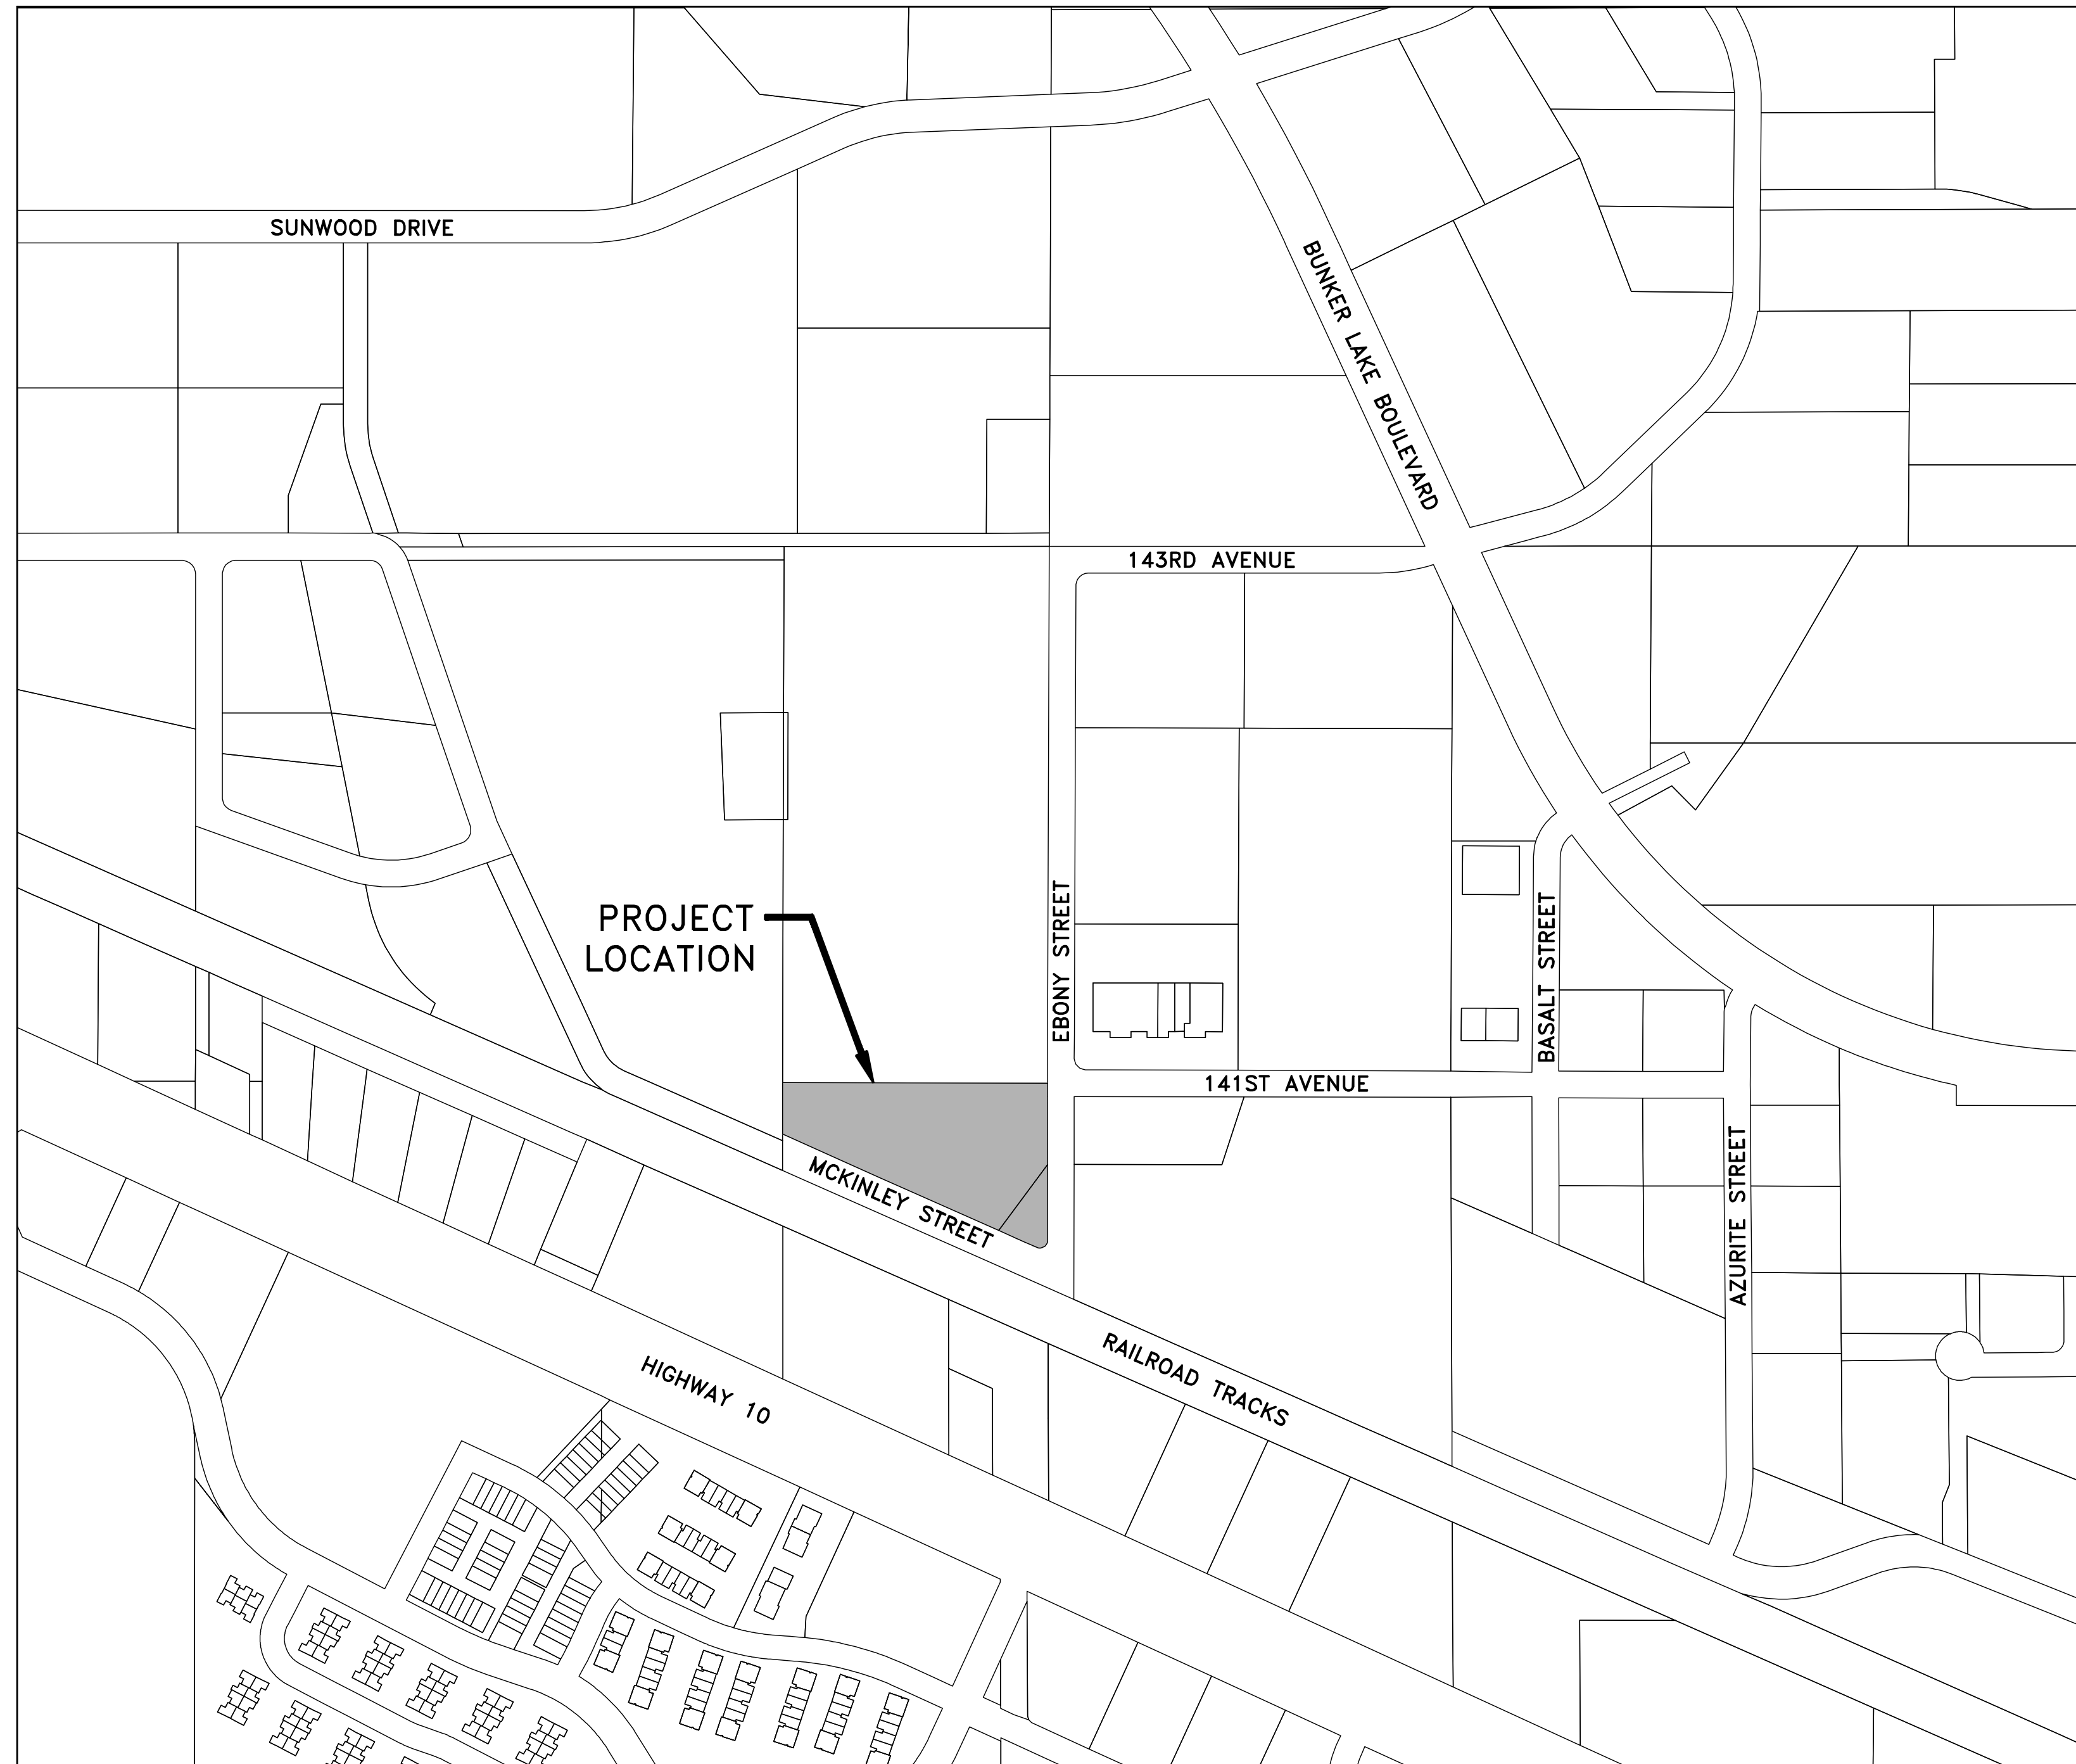 SUNWOOD DRIVE
BUNKER LAKE BOULEVARD
143RD AVENUE
PROJECT
LOCATION
EBONY STREET
BASALT STREET
141ST AVENUE
MCKINLEY STREET
AZURITE STREET
RAILROAD TRACKS
HIGHWAY 10